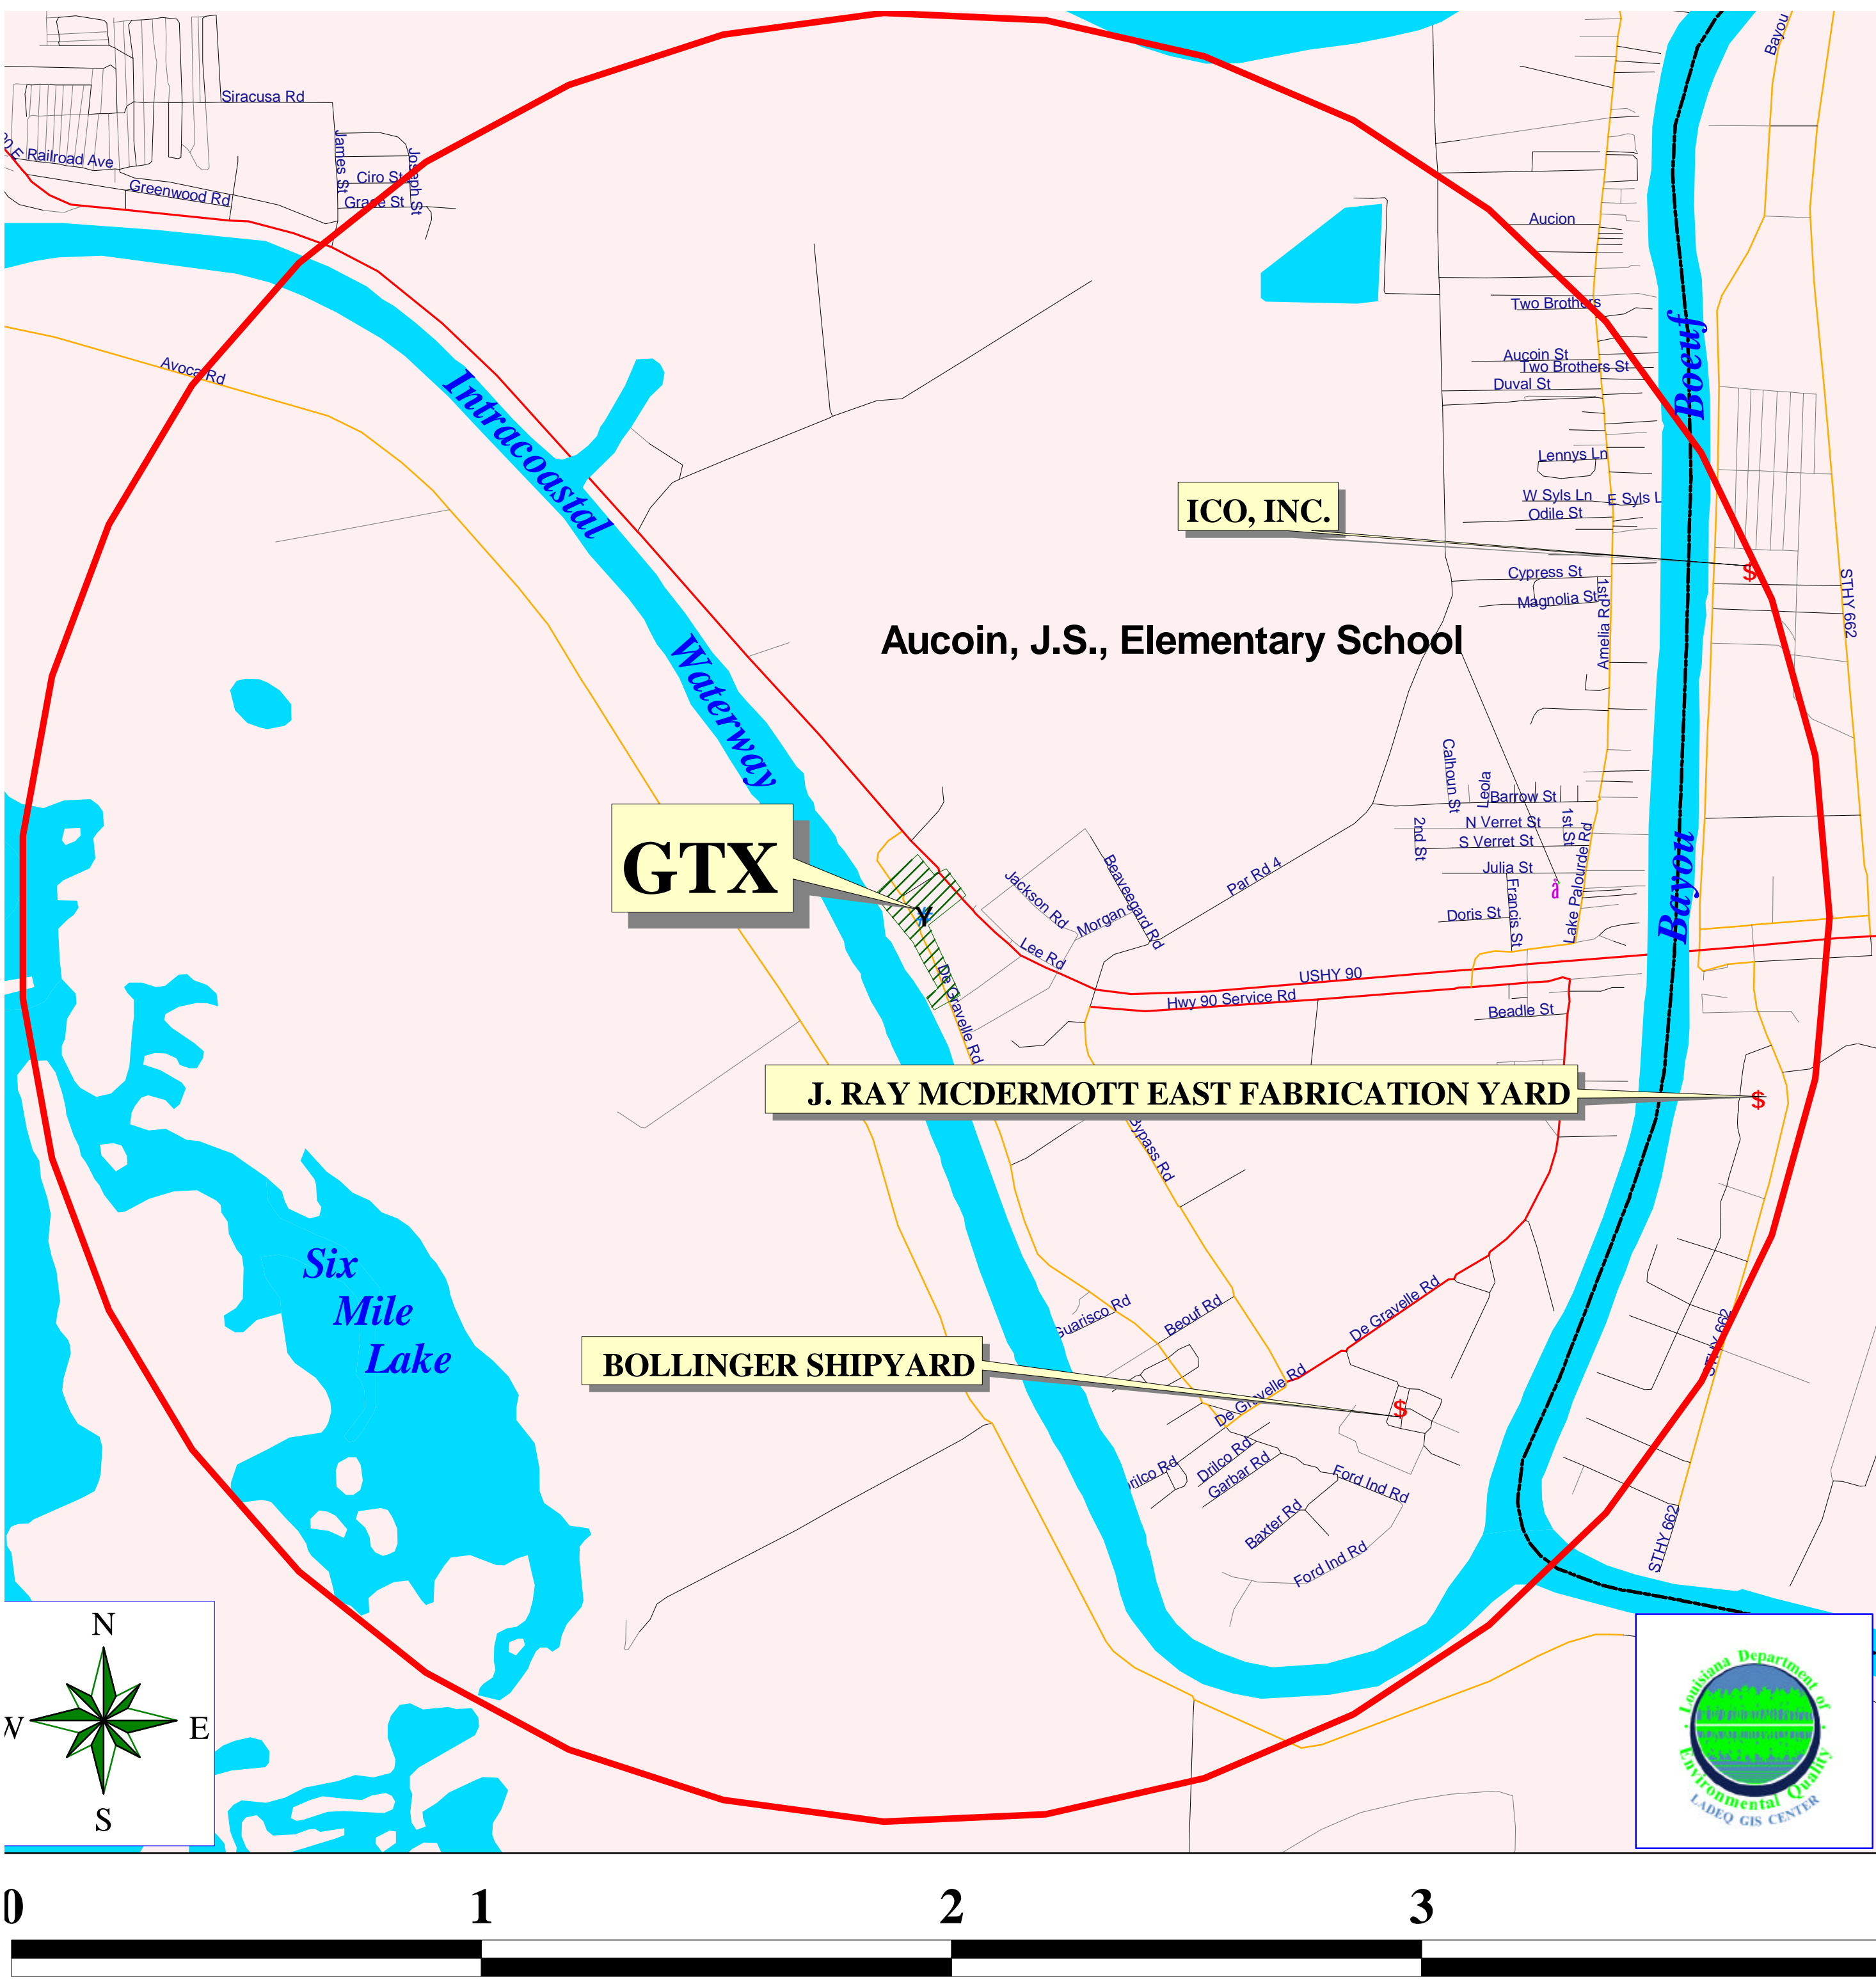 Siracusa Rd
Bayou
Railroad Ave
James St
Joseph St
Ciro St
Greenwood Rd
Grace St
Aucion
Two Brothers
Boeuf
Aucoin St
Two Brothers St
Duval St
Avoca Rd
Intracoastal
Lennys Ln
W Syls Ln
E Syls L
Odile St
ICO, INC.
$
Cypress St
Magnolia St
1st
Amelia Rd
STHY 662
Aucoin, J.S., Elementary School
Waterway
Calhoun St
Leola
Barrow St
2nd St
N Verret St
1st St
S Verret St
Julia St
Francis St
Doris St
Lake Palourde Rd
Bayou
GTX
Jackson Rd
Beaveegard Rd
Morgan
Par Rd 4
Lee Rd
De Gravelle Rd
USHY 90
Hwy 90 Service Rd
Beadle St
J. RAY MCDERMOTT EAST FABRICATION YARD
$
Bypass Rd
Six
Mile
Lake
Guarisco Rd
Beouf Rd
De Gravelle Rd
STHY 662
BOLLINGER SHIPYARD
$
De Gravelle Rd
Drilco Rd
Garbar Rd
Ford Ind Rd
Baxter Rd
Ford Ind Rd
STHY 662
N
W
E
S
Louisiana Department of
Environmental Quality
LADEQ GIS CENTER
0 1 2 3